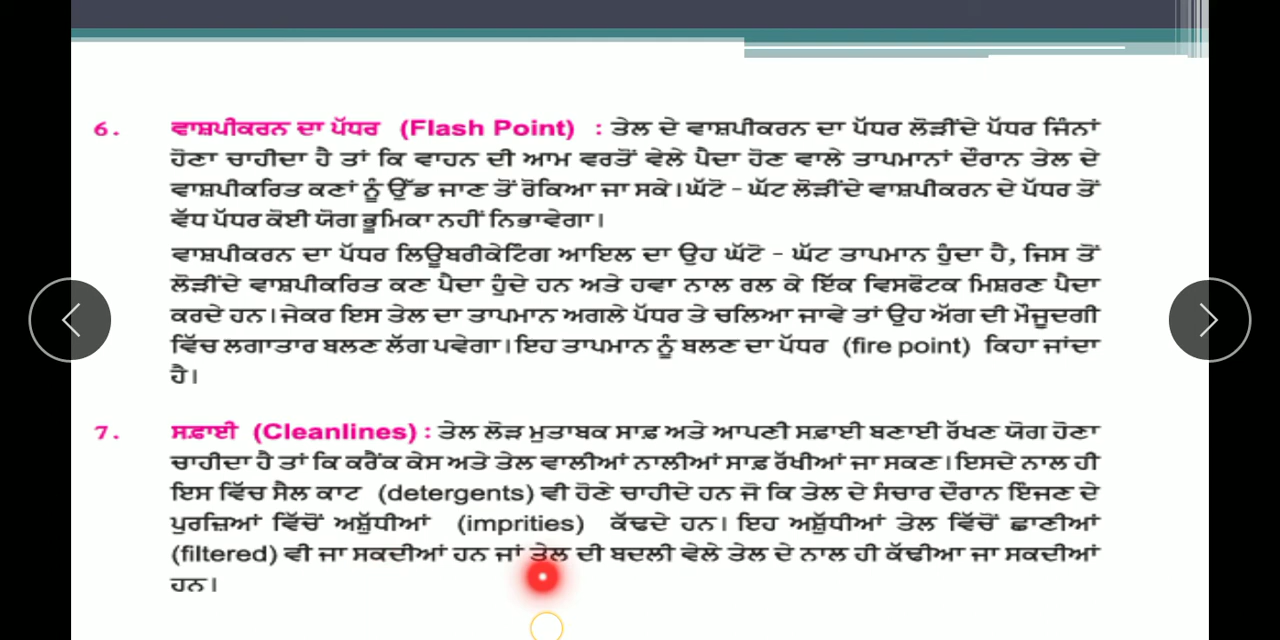 6. ਵਾਸ਼ਪੀਕਰਨ ਦਾ ਪੱਧਰ (Flash Point) : ਤੇਲ ਦੇ ਵਾਸ਼ਪੀਕਰਨ ਦਾ ਪੱਧਰ ਲੋੜੀਂਦੇ ਪੱਧਰ ਜਿੰਨਾਂ
ਹੋਣਾ ਚਾਹੀਦਾ ਹੈ ਤਾਂ ਕਿ ਵਾਹਨ ਦੀ ਆਮ ਵਰਤੋਂ ਵੇਲੇ ਪੈਦਾ ਹੋਣ ਵਾਲੇ ਤਾਪਮਾਨਾਂ ਦੌਰਾਨ ਤੇਲ ਦੇ
ਵਾਸ਼ਪੀਕਰਿਤ ਕਣਾਂ ਨੂੰ ਉੱਡ ਜਾਣ ਤੋਂ ਰੋਕਿਆ ਜਾ ਸਕੇ। ਘੱਟੋ - ਘੱਟ ਲੋੜੀਂਦੇ ਵਾਸ਼ਪੀਕਰਨ ਦੇ ਪੱਧਰ ਤੋਂ
ਵੱਧ ਪੱਧਰ ਕੋਈ ਯੋਗ ਭੂਮਿਕਾ ਨਹੀਂ ਨਿਭਾਵੇਗਾ।
ਵਾਸ਼ਪੀਕਰਨ ਦਾ ਪੱਧਰ ਲਿਊਬਰੀਕੇਟਿੰਗ ਆਇਲ ਦਾ ਉਹ ਘੱਟੋ - ਘੱਟ ਤਾਪਮਾਨ ਹੁੰਦਾ ਹੈ, ਜਿਸ ਤੋਂ
ਲੋੜੀਂਦੇ ਵਾਸ਼ਪੀਕਰਿਤ ਕਣ ਪੈਦਾ ਹੁੰਦੇ ਹਨ ਅਤੇ ਹਵਾ ਨਾਲ ਰਲ ਕੇ ਇੱਕ ਵਿਸਫੋਟਕ ਮਿਸ਼ਰਣ ਪੈਦਾ
ਕਰਦੇ ਹਨ। ਜੇਕਰ ਇਸ ਤੇਲ ਦਾ ਤਾਪਮਾਨ ਅਗਲੇ ਪੱਧਰ ਤੇ ਚਲਿਆ ਜਾਵੇ ਤਾਂ ਉਹ ਅੱਗ ਦੀ ਮੌਜੂਦਗੀ
ਵਿੱਚ ਲਗਾਤਾਰ ਬਲਣ ਲੱਗ ਪਵੇਗਾ। ਇਹ ਤਾਪਮਾਨ ਨੂੰ ਬਲਣ ਦਾ ਪੱਧਰ (fire point) ਕਿਹਾ ਜਾਂਦਾ
ਹੈ।
7. ਸਫ਼ਾਈ (Cleanlines) : ਤੇਲ ਲੋੜ ਮੁਤਾਬਕ ਸਾਫ਼ ਅਤੇ ਆਪਣੀ ਸਫ਼ਾਈ ਬਣਾਈ ਰੱਖਣ ਯੋਗ ਹੋਣਾ
ਚਾਹੀਦਾ ਹੈ ਤਾਂ ਕਿ ਕਰੈਂਕ ਕੇਸ ਅਤੇ ਤੇਲ ਵਾਲੀਆਂ ਨਾਲੀਆਂ ਸਾਫ਼ ਰੱਖੀਆਂ ਜਾ ਸਕਣ। ਇਸਦੇ ਨਾਲ ਹੀ
ਇਸ ਵਿੱਚ ਸੈਲ ਕਾਟ (detergents) ਵੀ ਹੋਣੇ ਚਾਹੀਦੇ ਹਨ ਜੋ ਕਿ ਤੇਲ ਦੇ ਸੰਚਾਰ ਦੌਰਾਨ ਇੰਜਣ ਦੇ
ਪੁਰਜ਼ਿਆਂ ਵਿੱਚੋਂ ਅਸ਼ੁੱਧੀਆਂ (imprities) ਕੱਢਦੇ ਹਨ। ਇਹ ਅਸ਼ੁੱਧੀਆਂ ਤੇਲ ਵਿੱਚੋਂ ਛਾਣੀਆਂ
(filtered) ਵੀ ਜਾ ਸਕਦੀਆਂ ਹਨ ਜਾਂ ਤੇਲ ਦੀ ਬਦਲੀ ਵੇਲੇ ਤੇਲ ਦੇ ਨਾਲ ਹੀ ਕੱਢੀਆ ਜਾ ਸਕਦੀਆਂ
ਹਨ।